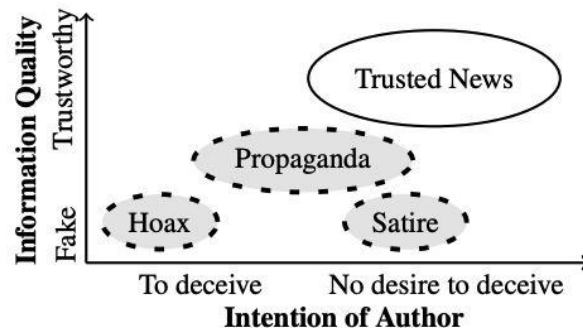 Information Quality
Fake Trustworthy
Trusted News
Propaganda
Hoax
Satire
To deceive No desire to deceive
Intention of Author